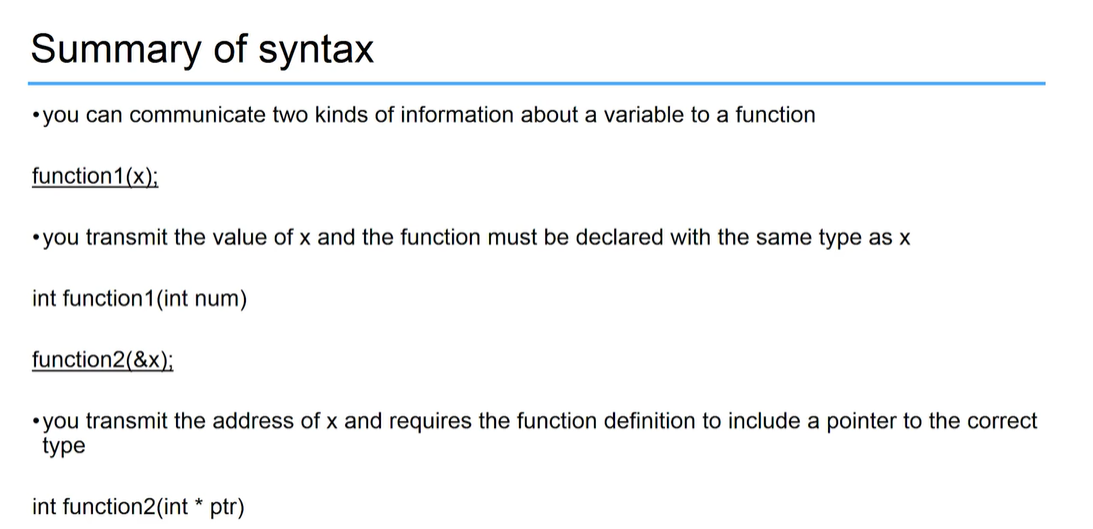 Summary of syntax
•you can communicate two kinds of information about a variable to a function
function1(x);
•you transmit the value of x and the function must be declared with the same type as x
int function1(int num)
function2(&x);
•you transmit the address of x and requires the function definition to include a pointer to the correct
type
int function2(int * ptr)